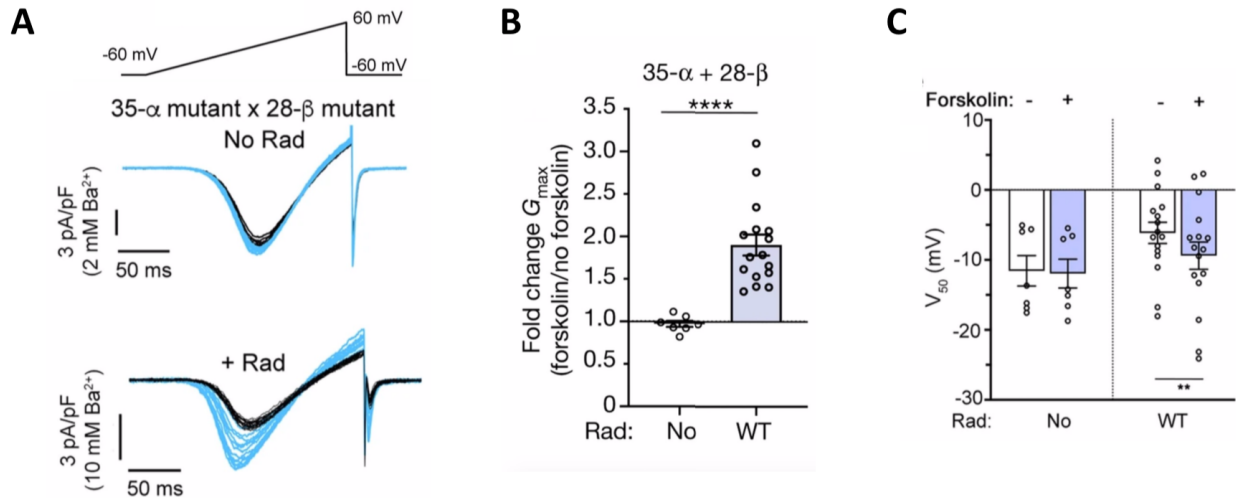 A
60 mV
-60 mV
-60 mV
35-α mutant x 28-β mutant
No Rad
3 pA/pF
(2 mM Ba²⁺)
50 ms
+ Rad
3 pA/pF
(10 mM Ba²⁺)
50 ms
B
35-α + 28-β
****
3.5
3.0
2.5
2.0
1.5
1.0
0.5
0
Fold change Gmax
(forskolin/no forskolin)
Rad: No WT
C
Forskolin: - + - +
10
0
-10
-20
-30
V50 (mV)
**
Rad: No WT